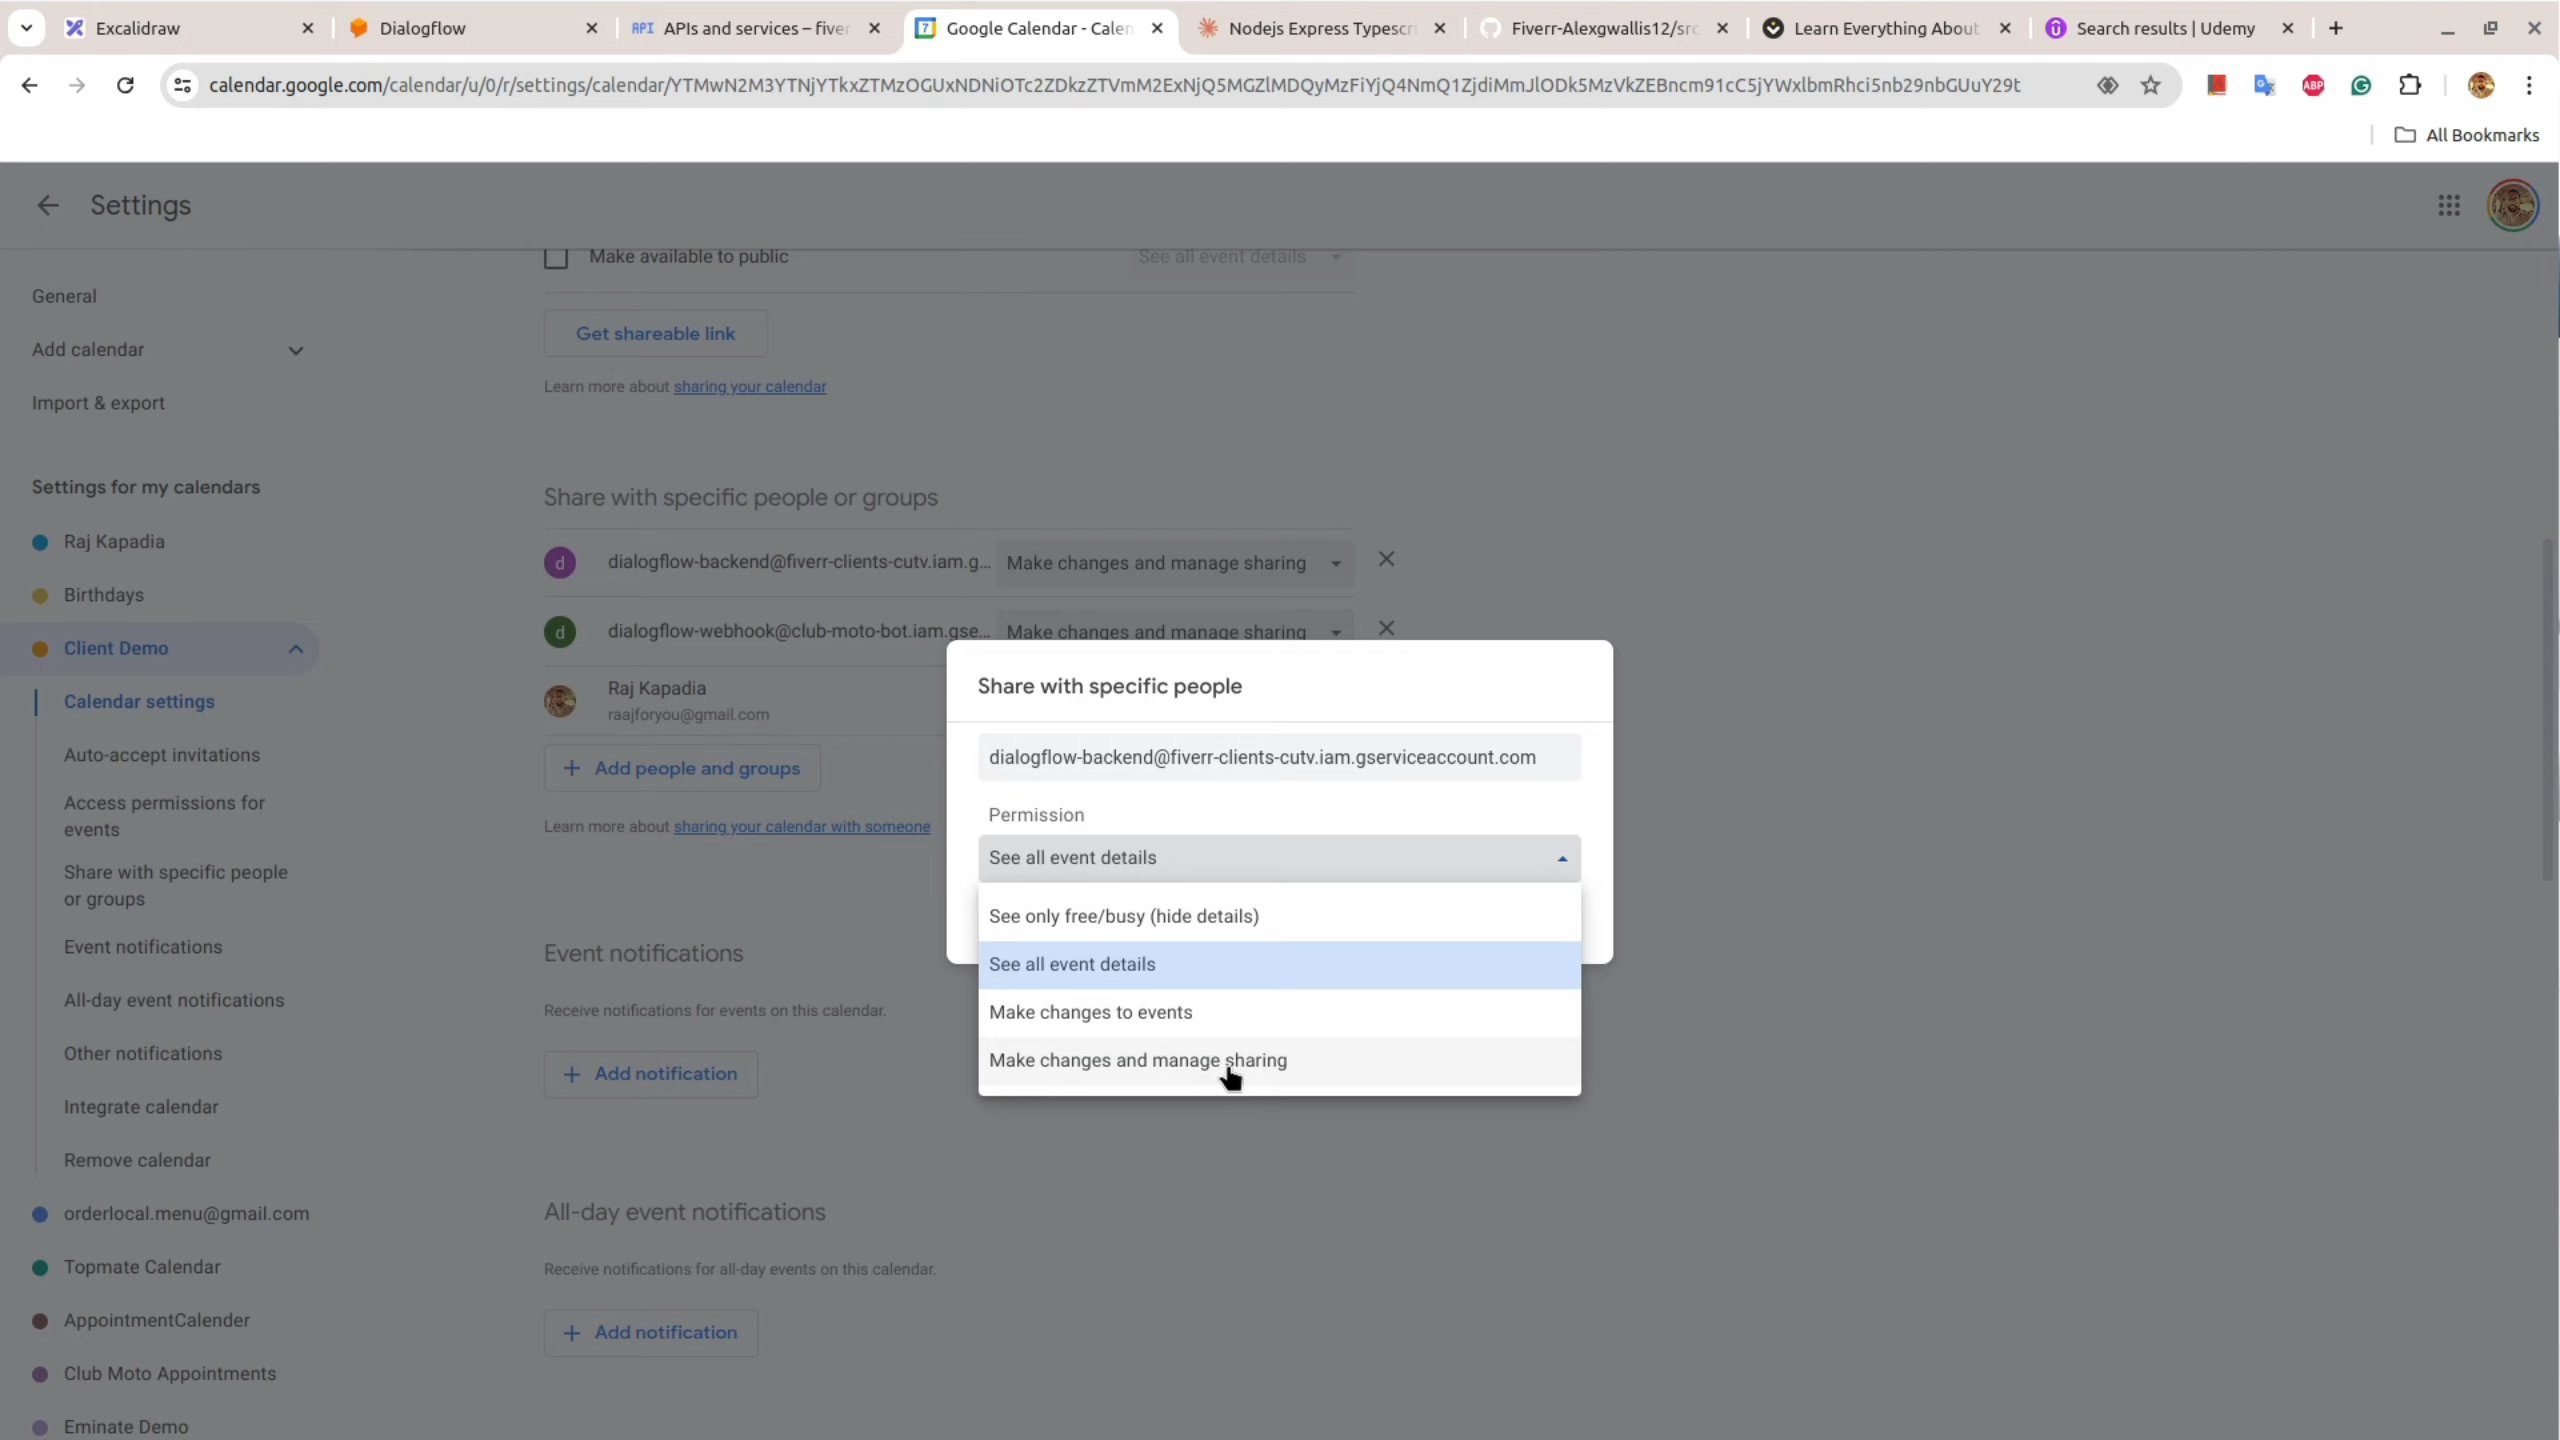 Excalidraw
Dialogflow
API APIs and services – fiver
7 Google Calendar - Calen
Nodejs Express Typescri
Fiverr-Alexgwallis12/src
Learn Everything About
Search results | Udemy
calendar.google.com/calendar/u/0/r/settings/calendar/YTMwN2M3YTNjYTkxZTMzOGUxNDNiOTc2ZDkzZTVmM2ExNjQ5MGZlMDQyMzFiYjQ4NmQ1ZjdiMmJlODk5MzVkZEBncm91cC5jYWxlbmRhci5nb29nbGUuY29t
ABP
All Bookmarks
Settings
General
Add calendar
Import & export
Settings for my calendars
Raj Kapadia
Birthdays
Client Demo
Calendar settings
Auto-accept invitations
Access permissions for
events
Share with specific people
or groups
Event notifications
All-day event notifications
Other notifications
Integrate calendar
Remove calendar
orderlocal.menu@gmail.com
Topmate Calendar
AppointmentCalender
Club Moto Appointments
Eminate Demo
Make available to public
See all event details
Get shareable link
Learn more about sharing your calendar
Share with specific people or groups
d dialogflow-backend@fiverr-clients-cutv.iam.g... Make changes and manage sharing
d dialogflow-webhook@club-moto-bot.iam.gse... Make changes and manage sharing
Raj Kapadia
raajforyou@gmail.com
Add people and groups
Learn more about sharing your calendar with someone
Event notifications
Receive notifications for events on this calendar.
Add notification
All-day event notifications
Receive notifications for all-day events on this calendar.
Add notification
Share with specific people
dialogflow-backend@fiverr-clients-cutv.iam.gserviceaccount.com
Permission
See all event details
See only free/busy (hide details)
See all event details
Make changes to events
Make changes and manage sharing